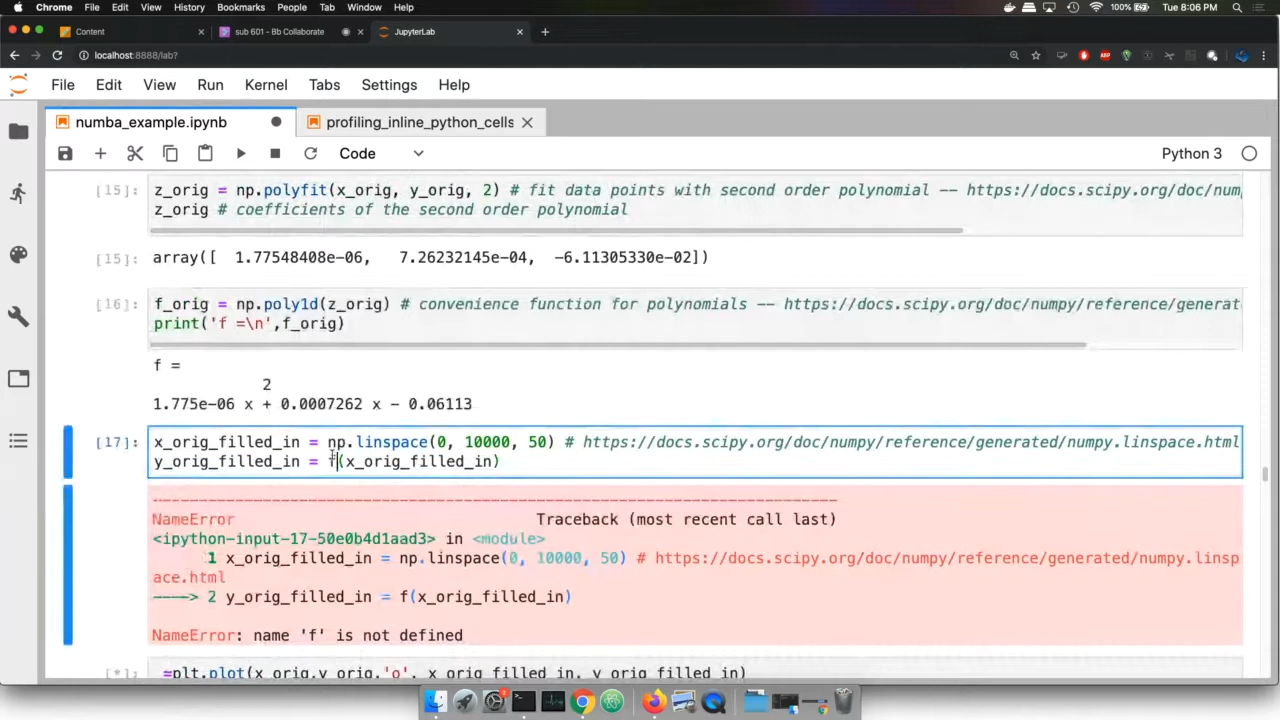 Chrome File Edit View History Bookmarks People Tab Window Help 100% Tue 8:06 PM
Content sub 601 - Bb Collaborate JupyterLab
localhost:8888/lab?
File Edit View Run Kernel Tabs Settings Help
numba_example.ipynb profiling_inline_python_cells
Code Python 3
[15]: z_orig = np.polyfit(x_orig, y_orig, 2) # fit data points with second order polynomial -- https://docs.scipy.org/doc/num
z_orig # coefficients of the second order polynomial
[15]: array([ 1.77548408e-06, 7.26232145e-04, -6.11305330e-02])
[16]: f_orig = np.poly1d(z_orig) # convenience function for polynomials -- https://docs.scipy.org/doc/numpy/reference/generat
print('f =\n',f_orig)
f =
2
1.775e-06 x + 0.0007262 x - 0.06113
[17]: x_orig_filled_in = np.linspace(0, 10000, 50) # https://docs.scipy.org/doc/numpy/reference/generated/numpy.linspace.html
y_orig_filled_in = f(x_orig_filled_in)
NameError Traceback (most recent call last)
<ipython-input-17-50e0b4d1aad3> in <module>
1 x_orig_filled_in = np.linspace(0, 10000, 50) # https://docs.scipy.org/doc/numpy/reference/generated/numpy.linsp
ace.html
----> 2 y_orig_filled_in = f(x_orig_filled_in)
NameError: name 'f' is not defined
[*]: =plt.plot(x_orig,y_orig,'o', x_orig_filled_in, y_orig_filled_in)